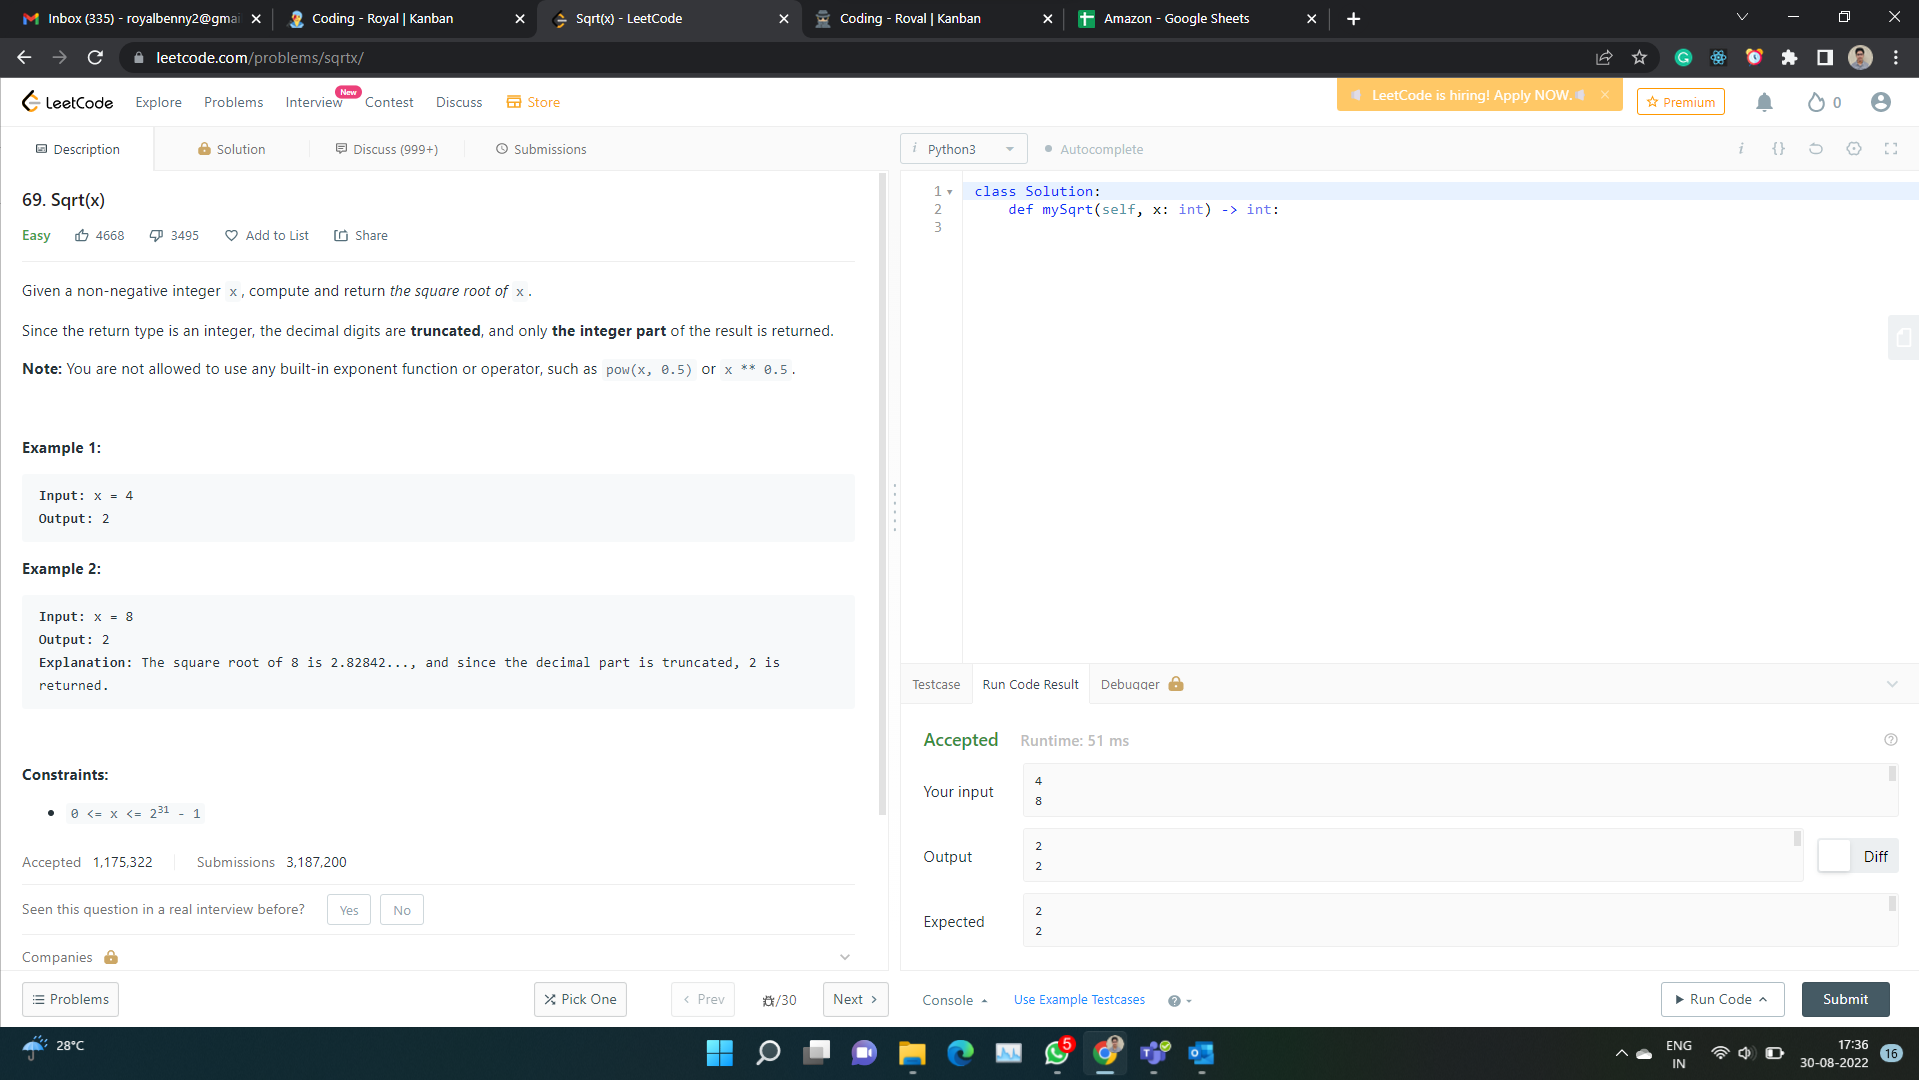 Inbox (335) - royalbenny2@gmai
Coding - Royal | Kanban
Sqrt(x) - LeetCode
Coding - Roval | Kanban
Amazon - Google Sheets
leetcode.com/problems/sqrtx/
LeetCode
Explore
Problems
Interview
New
Contest
Discuss
Store
LeetCode is hiring! Apply NOW.
Premium
0
Description
Solution
Discuss (999+)
Submissions
i Python3
Autocomplete
i {}
69. Sqrt(x)
Easy
4668
3495
Add to List
Share
Given a non-negative integer x, compute and return the square root of x.
Since the return type is an integer, the decimal digits are truncated, and only the integer part of the result is returned.
Note: You are not allowed to use any built-in exponent function or operator, such as pow(x, 0.5) or x ** 0.5.
Example 1:
Input: x = 4
Output: 2
Example 2:
Input: x = 8
Output: 2
Explanation: The square root of 8 is 2.82842..., and since the decimal part is truncated, 2 is
returned.
Constraints:
0 <= x <= 2^31 - 1
Accepted 1,175,322
Submissions 3,187,200
Seen this question in a real interview before?
Yes
No
Companies
Problems
Pick One
< Prev
/30
Next >
1 class Solution:
2 def mySqrt(self, x: int) -> int:
3
Testcase
Run Code Result
Debugger
Accepted
Runtime: 51 ms
Your input
4
8
Output
2
2
Diff
Expected
2
2
Console
Use Example Testcases
Run Code
Submit
28°C
5
ENG
IN
17:36
30-08-2022
16